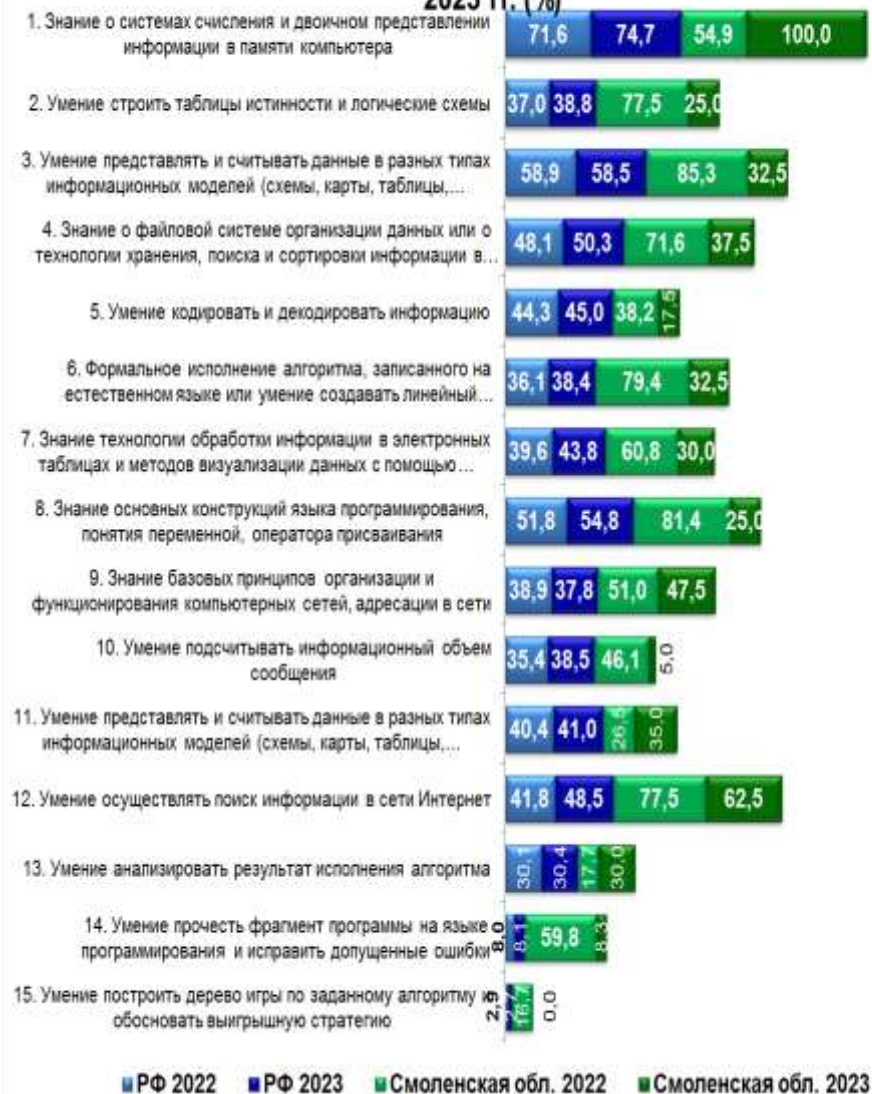 2023 гг. (%)
1. Знание о системах счисления и двоичном представлении
информации в памяти компьютера
71,6 74,7 54,9 100,0
2. Умение строить таблицы истинности и логические схемы
37,0 38,8 77,5 25,0
3. Умение представлять и считывать данные в разных типах
информационных моделей (схемы, карты, таблицы,...
58,9 58,5 85,3 32,5
4. Знание о файловой системе организации данных или о
технологии хранения, поиска и сортировки информации в...
48,1 50,3 71,6 37,5
5. Умение кодировать и декодировать информацию
44,3 45,0 38,2 17,5
6. Формальное исполнение алгоритма, записанного на
естественном языке или умение создавать линейный...
36,1 38,4 79,4 32,5
7. Знание технологии обработки информации в электронных
таблицах и методов визуализации данных с помощью...
39,6 43,8 60,8 30,0
8. Знание основных конструкций языка программирования,
понятия переменной, оператора присваивания
51,8 54,8 81,4 25,0
9. Знание базовых принципов организации и
функционирования компьютерных сетей, адресации в сети
38,9 37,8 51,0 47,5
10. Умение подсчитывать информационный объем
сообщения
35,4 38,5 46,1 5,0
11. Умение представлять и считывать данные в разных типах
информационных моделей (схемы, карты, таблицы,...
40,4 41,0 26,5 35,0
12. Умение осуществлять поиск информации в сети Интернет
41,8 48,5 77,5 62,5
13. Умение анализировать результат исполнения алгоритма
30,1 30,4 17,7 30,0
14. Умение прочесть фрагмент программы на языке
программирования и исправить допущенные ошибки
8,0 8,1 59,8 8,3
15. Умение построить дерево игры по заданному алгоритму и
обосновать выигрышную стратегию
2,9 2,7 16,7 0,0
РФ 2022 РФ 2023 Смоленская обл. 2022 Смоленская обл. 2023